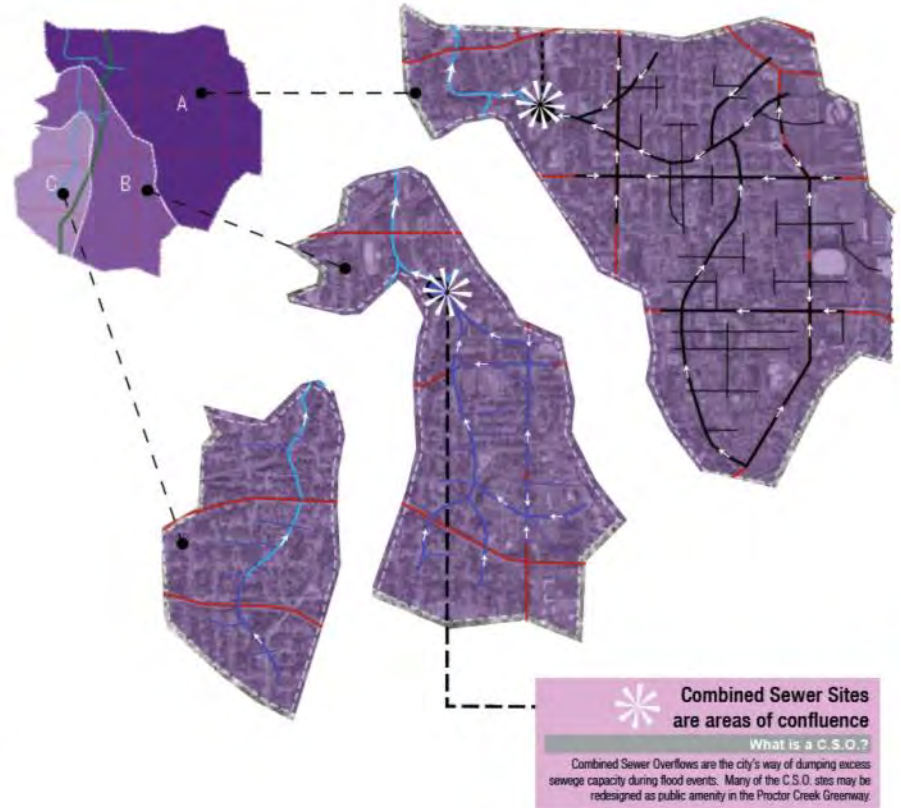 A
B
C
Combined Sewer Sites
are areas of confluence
What is a C.S.O.?
Combined Sewer Overflows are the city's way of dumping excess
sewege capacity during flood events. Many of the C.S.O. stes may be
redesigned as public amenity in the Proctor Creek Greenway.